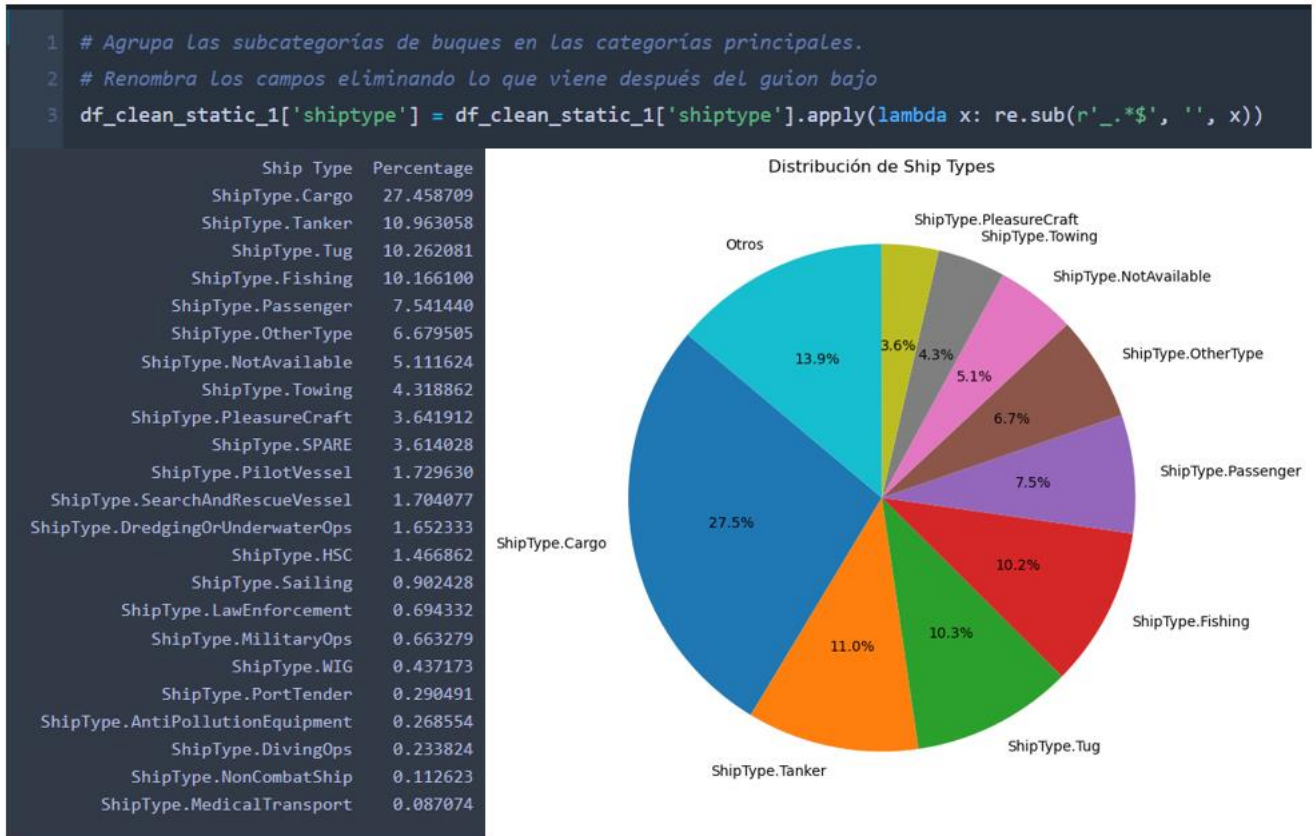 1 # Agrupa las subcategorías de buques en las categorías principales.
2 # Renombra los campos eliminando lo que viene después del guion bajo
3 df_clean_static_1['shiptype'] = df_clean_static_1['shiptype'].apply(lambda x: re.sub(r'_.*$', '', x))
Ship Type Percentage
ShipType.Cargo 27.458709
ShipType.Tanker 10.963058
ShipType.Tug 10.262081
ShipType.Fishing 10.166100
ShipType.Passenger 7.541440
ShipType.OtherType 6.679505
ShipType.NotAvailable 5.111624
ShipType.Towing 4.318862
ShipType.PleasureCraft 3.641912
ShipType.SPARE 3.614028
ShipType.PilotVessel 1.729630
ShipType.SearchAndRescueVessel 1.704077
ShipType.DredgingOrUnderwaterOps 1.652333
ShipType.HSC 1.466862
ShipType.Sailing 0.902428
ShipType.LawEnforcement 0.694332
ShipType.MilitaryOps 0.663279
ShipType.WIG 0.437173
ShipType.PortTender 0.290491
ShipType.AntiPollutionEquipment 0.268554
ShipType.DivingOps 0.233824
ShipType.NonCombatShip 0.112623
ShipType.MedicalTransport 0.087074
Distribución de Ship Types
ShipType.PleasureCraft
ShipType.Towing
Otros
ShipType.NotAvailable
ShipType.OtherType
ShipType.Passenger
ShipType.Cargo
ShipType.Fishing
ShipType.Tug
ShipType.Tanker
3.6%
4.3%
13.9%
5.1%
6.7%
7.5%
27.5%
10.2%
10.3%
11.0%